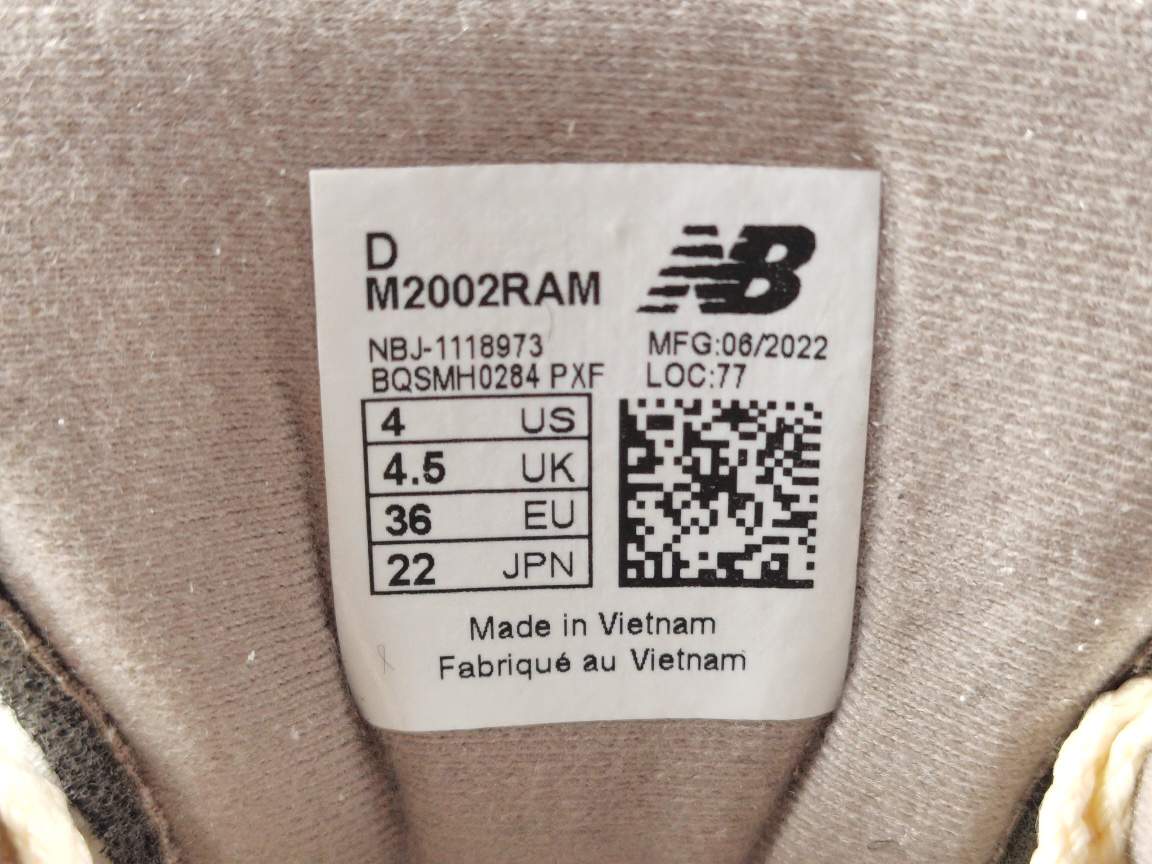 D
M2002RAM
NB
NBJ-1118973
MFG:06/2022
BQSMH0284 PXF
LOC:77
4 US
4.5 UK
36 EU
22 JPN
Made in Vietnam
Fabriqué au Vietnam